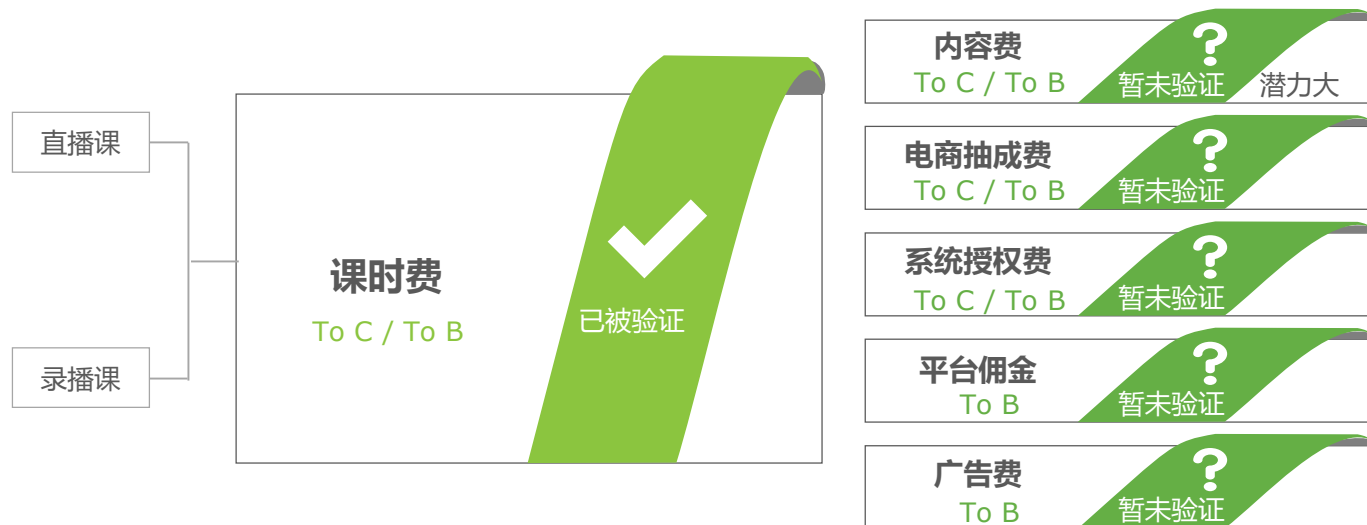 直播课
录播课
课时费
To C / To B
已被验证
内容费
To C / To B
?
暂未验证
潜力大
电商抽成费
To C / To B
?
暂未验证
系统授权费
To C / To B
?
暂未验证
平台佣金
To B
?
暂未验证
广告费
To B
?
暂未验证